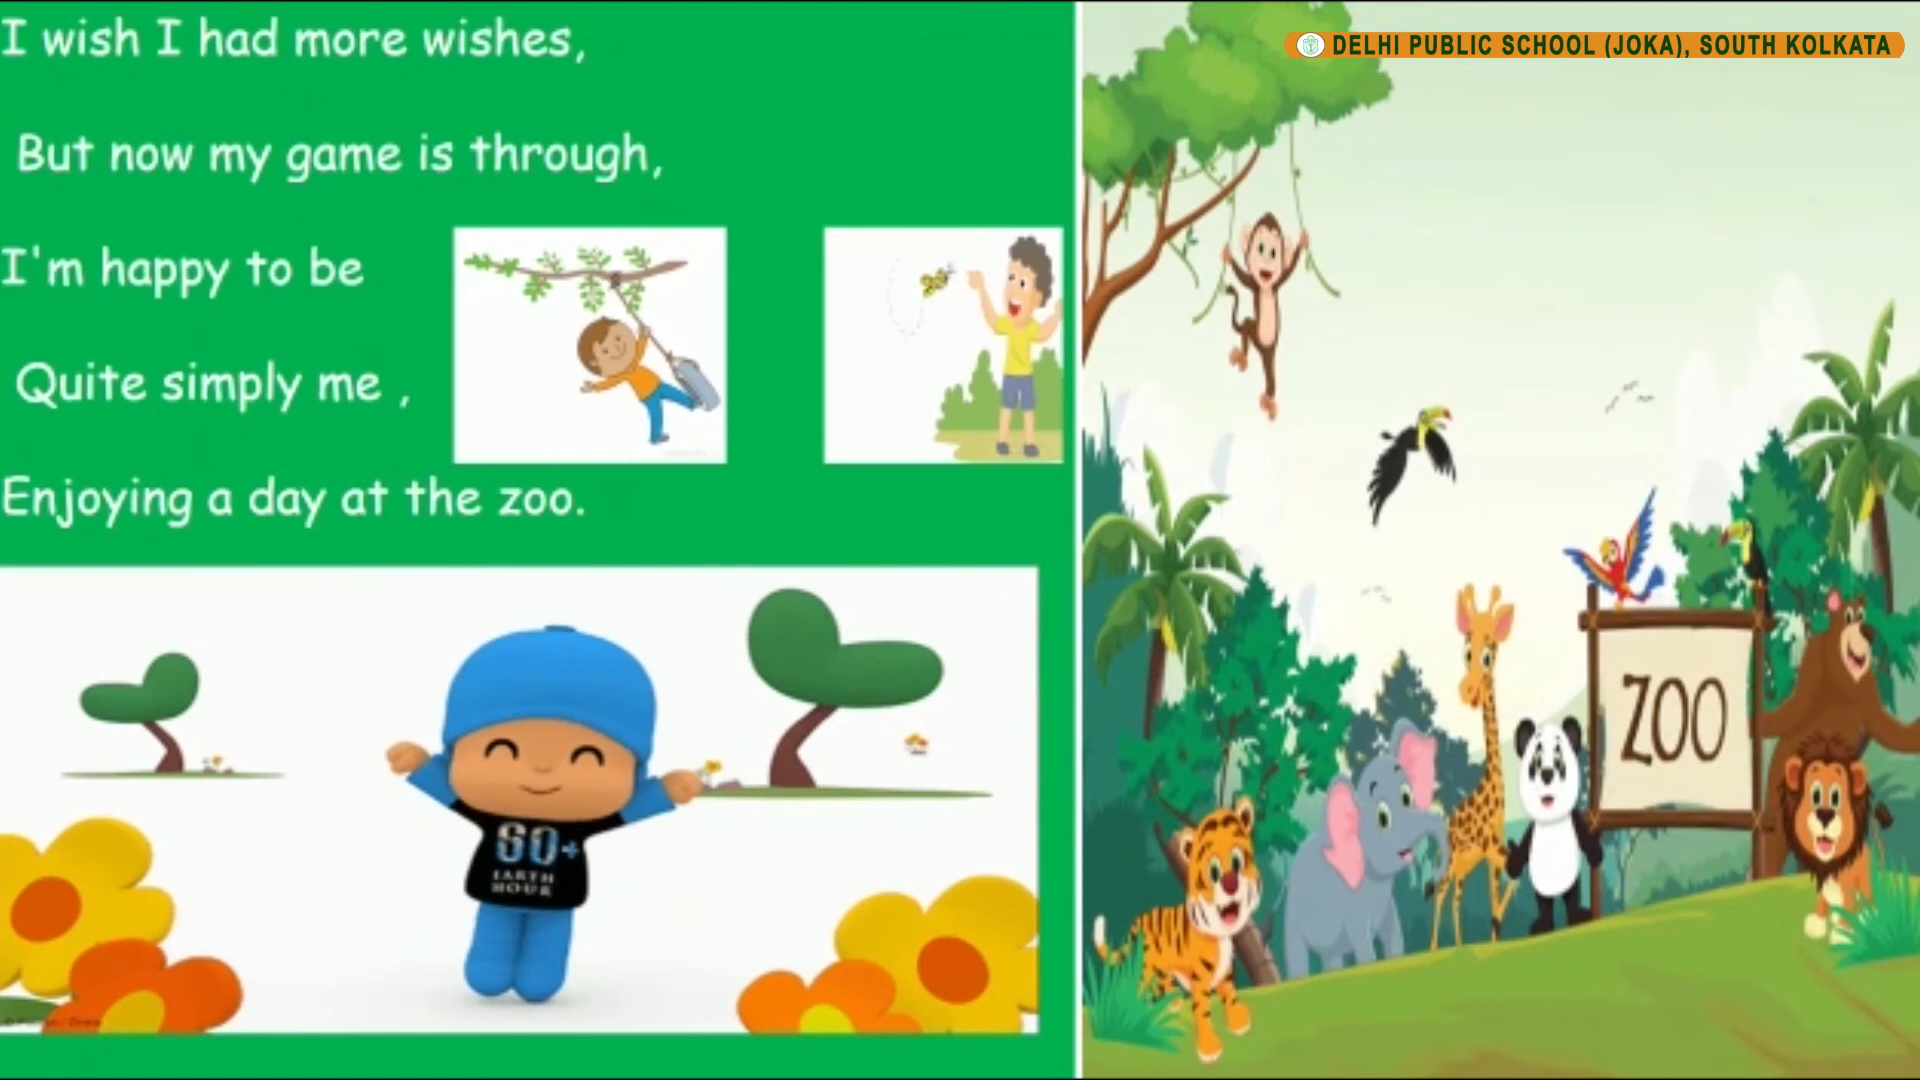 I wish I had more wishes,
But now my game is through,
I'm happy to be
Quite simply me ,
Enjoying a day at the zoo.
60+
EARTH
HOUR
DELHI PUBLIC SCHOOL (JOKA), SOUTH KOLKATA
ZOO